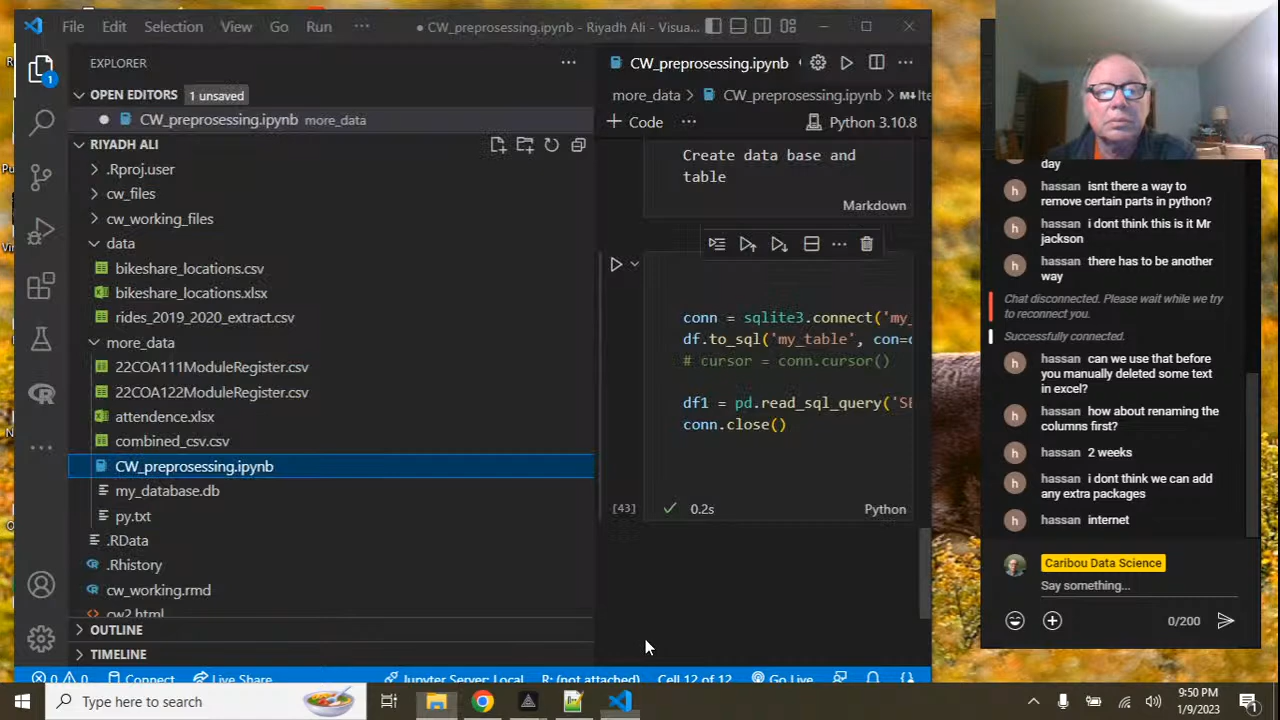 File Edit Selection View Go Run ··· ● CW_preprosessing.ipynb - Riyadh Ali - Visua...
EXPLORER
OPEN EDITORS 1 unsaved
● CW_preprosessing.ipynb more_data
RIYADH ALI
.Rproj.user
cw_files
cw_working_files
data
bikeshare_locations.csv
bikeshare_locations.xlsx
rides_2019_2020_extract.csv
more_data
22COA111ModuleRegister.csv
22COA122ModuleRegister.csv
attendence.xlsx
combined_csv.csv
CW_preprosessing.ipynb
my_database.db
py.txt
.RData
.Rhistory
cw_working.rmd
cw2.html
OUTLINE
TIMELINE
1
CW_preprosessing.ipynb
more_data > CW_preprosessing.ipynb >
+ Code ··· Python 3.10.8
Create data base and
table
Markdown
conn = sqlite3.connect('my_
df.to_sql('my_table', con=c
# cursor = conn.cursor()
df1 = pd.read_sql_query('SE
conn.close()
[43] 0.2s Python
0 0 Connect Live Share Jupyter Server: Local R: (not attached) Cell 12 of 12 Go Live
day
h hassan isnt there a way to
remove certain parts in python?
h hassan i dont think this is it Mr
jackson
h hassan there has to be another
way
Chat disconnected. Please wait while we try
to reconnect you.
Successfully connected.
h hassan can we use that before
you manually deleted some text
in excel?
h hassan how about renaming the
columns first?
h hassan 2 weeks
h hassan i dont think we can add
any extra packages
h hassan internet
Caribou Data Science
Say something...
0/200
Type here to search
9:50 PM
1/9/2023
1